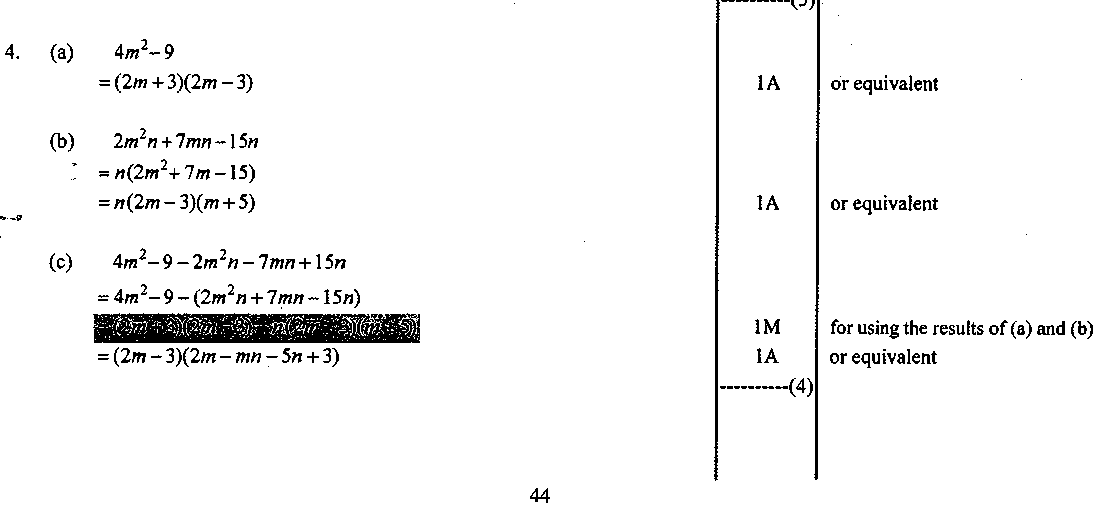 4. (a) 4m²−9
=(2m+3)(2m−3) 1A or equivalent
(b) 2m²n+7mn−15n
=n(2m²+7m−15)
=n(2m−3)(m+5) 1A or equivalent
(c) 4m²−9−2m²n−7mn+15n
=4m²−9−(2m²n+7mn−15n)
1M for using the results of (a) and (b)
=(2m−3)(2m−mn−5n+3) 1A or equivalent
----------(4)
44